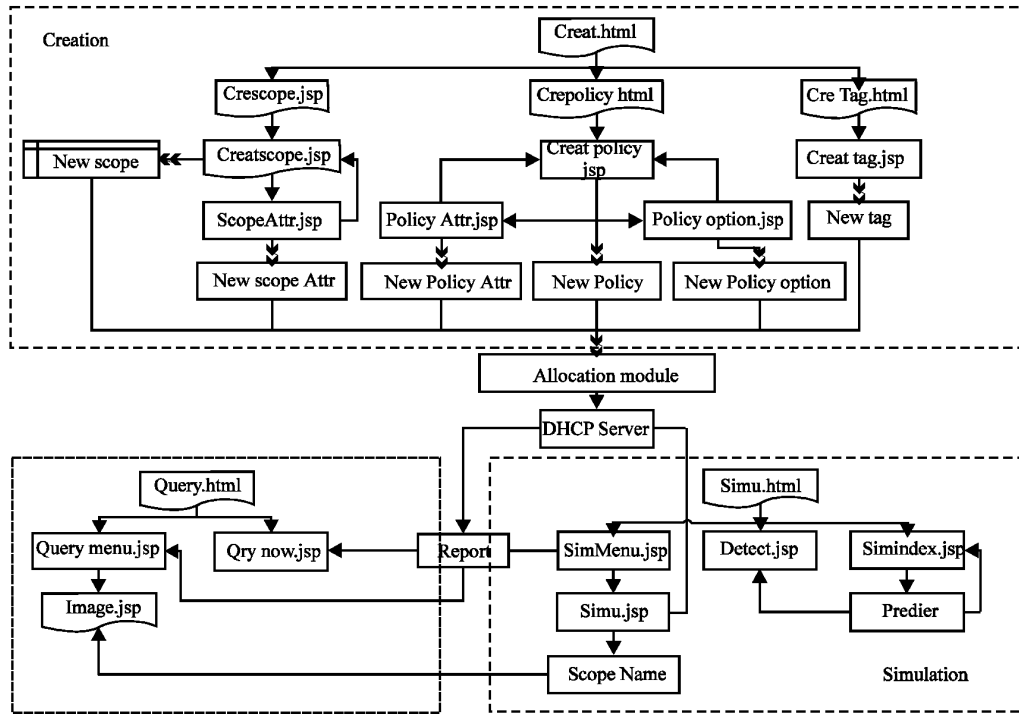 Creation
Creat.html
Crescope.jsp
Crepolicy html
Cre Tag.html
New scope
Creatscope.jsp
Creat policy
jsp
Creat tag.jsp
ScopeAttr.jsp
Policy Attr.jsp
Policy option.jsp
New tag
New scope Attr
New Policy Attr
New Policy
New Policy option
Allocation module
DHCP Server
Query.html
Simu.html
Query menu.jsp
Qry now.jsp
Report
SimMenu.jsp
Detect.jsp
Simindex.jsp
Image.jsp
Simu.jsp
Predier
Scope Name
Simulation